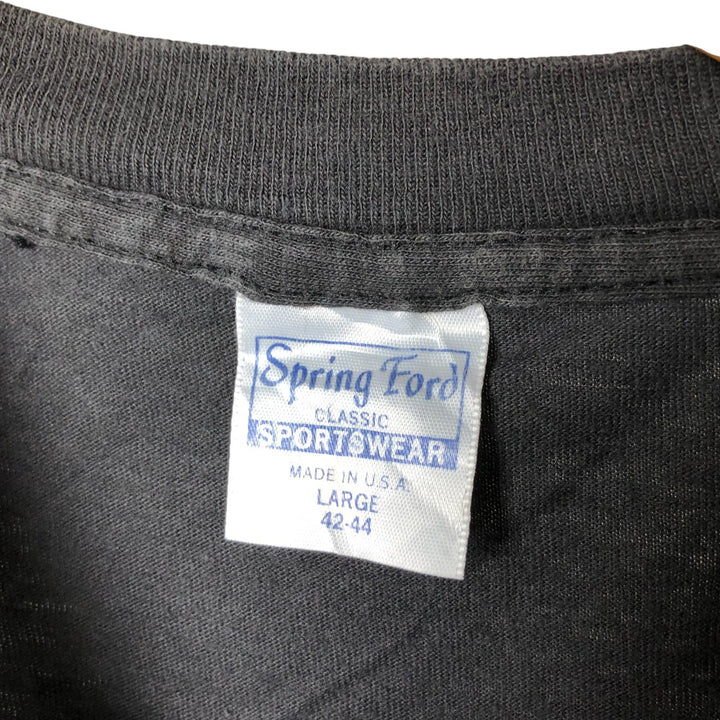 Spring Ford
CLASSIC
SPORTSWEAR
MADE IN U.S.A.
LARGE
42-44